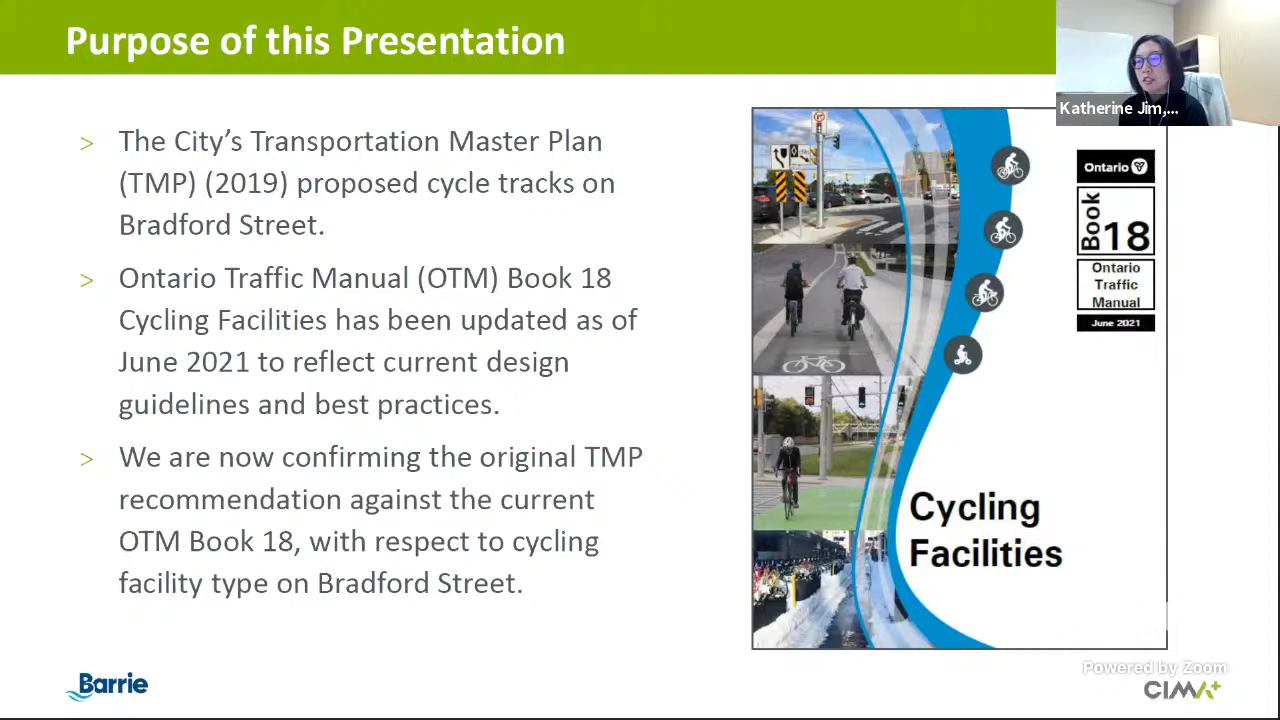 Purpose of this Presentation
Katherine Jim,...
> The City's Transportation Master Plan
(TMP) (2019) proposed cycle tracks on
Bradford Street.
> Ontario Traffic Manual (OTM) Book 18
Cycling Facilities has been updated as of
June 2021 to reflect current design
guidelines and best practices.
> We are now confirming the original TMP
recommendation against the current
OTM Book 18, with respect to cycling
facility type on Bradford Street.
Ontario
Book 18
Ontario
Traffic
Manual
June 2021
Cycling
Facilities
Barrie
Powered by Zoom
CIMA+